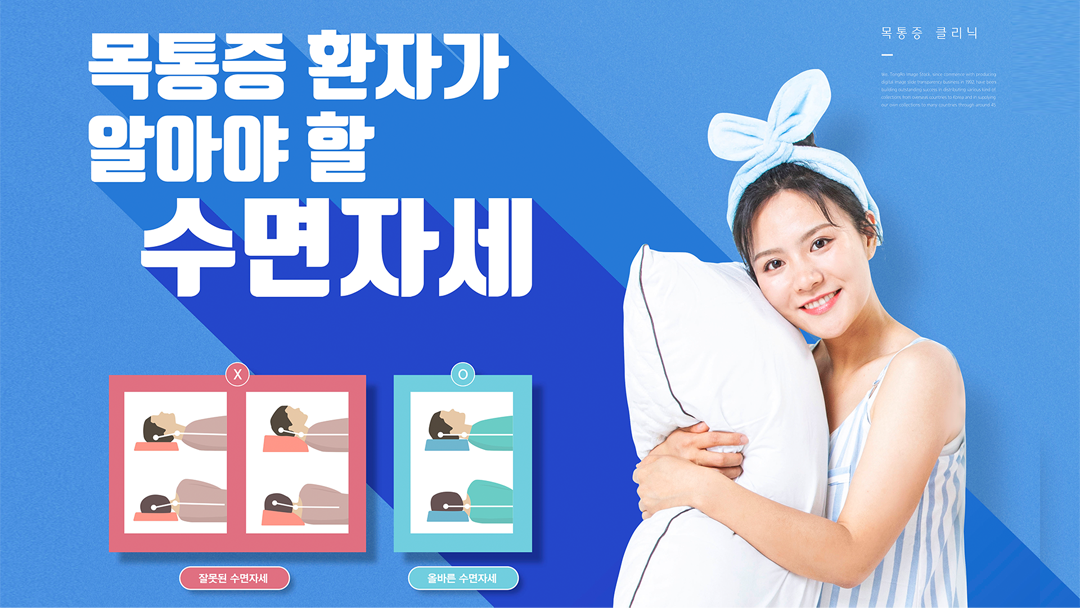 목통증 환자가
알아야 할
수면자세
목통증 클리닉
X
O
잘못된 수면자세
올바른 수면자세